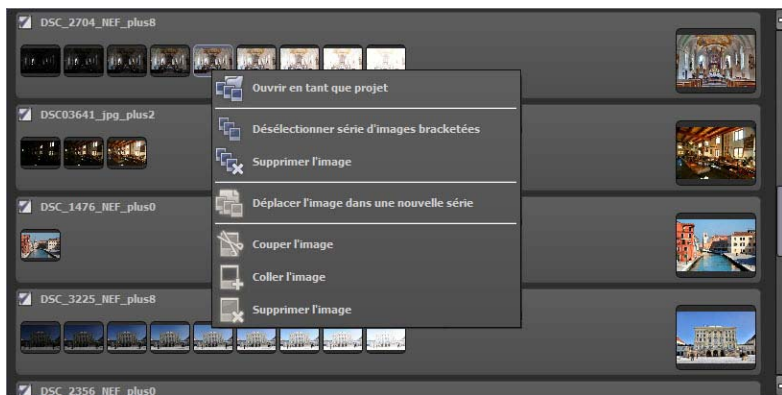 DSC_2704_NEF_plus8
Ouvrir en tant que projet
DSC03641_jpg_plus2
Désélectionner série d'images bracketées
Supprimer l'image
DSC_1476_NEF_plus0
Déplacer l'image dans une nouvelle série
Couper l'image
Coller l'image
DSC_3225_NEF_plus8
Supprimer l'image
DSC_2356_NEF_plus0